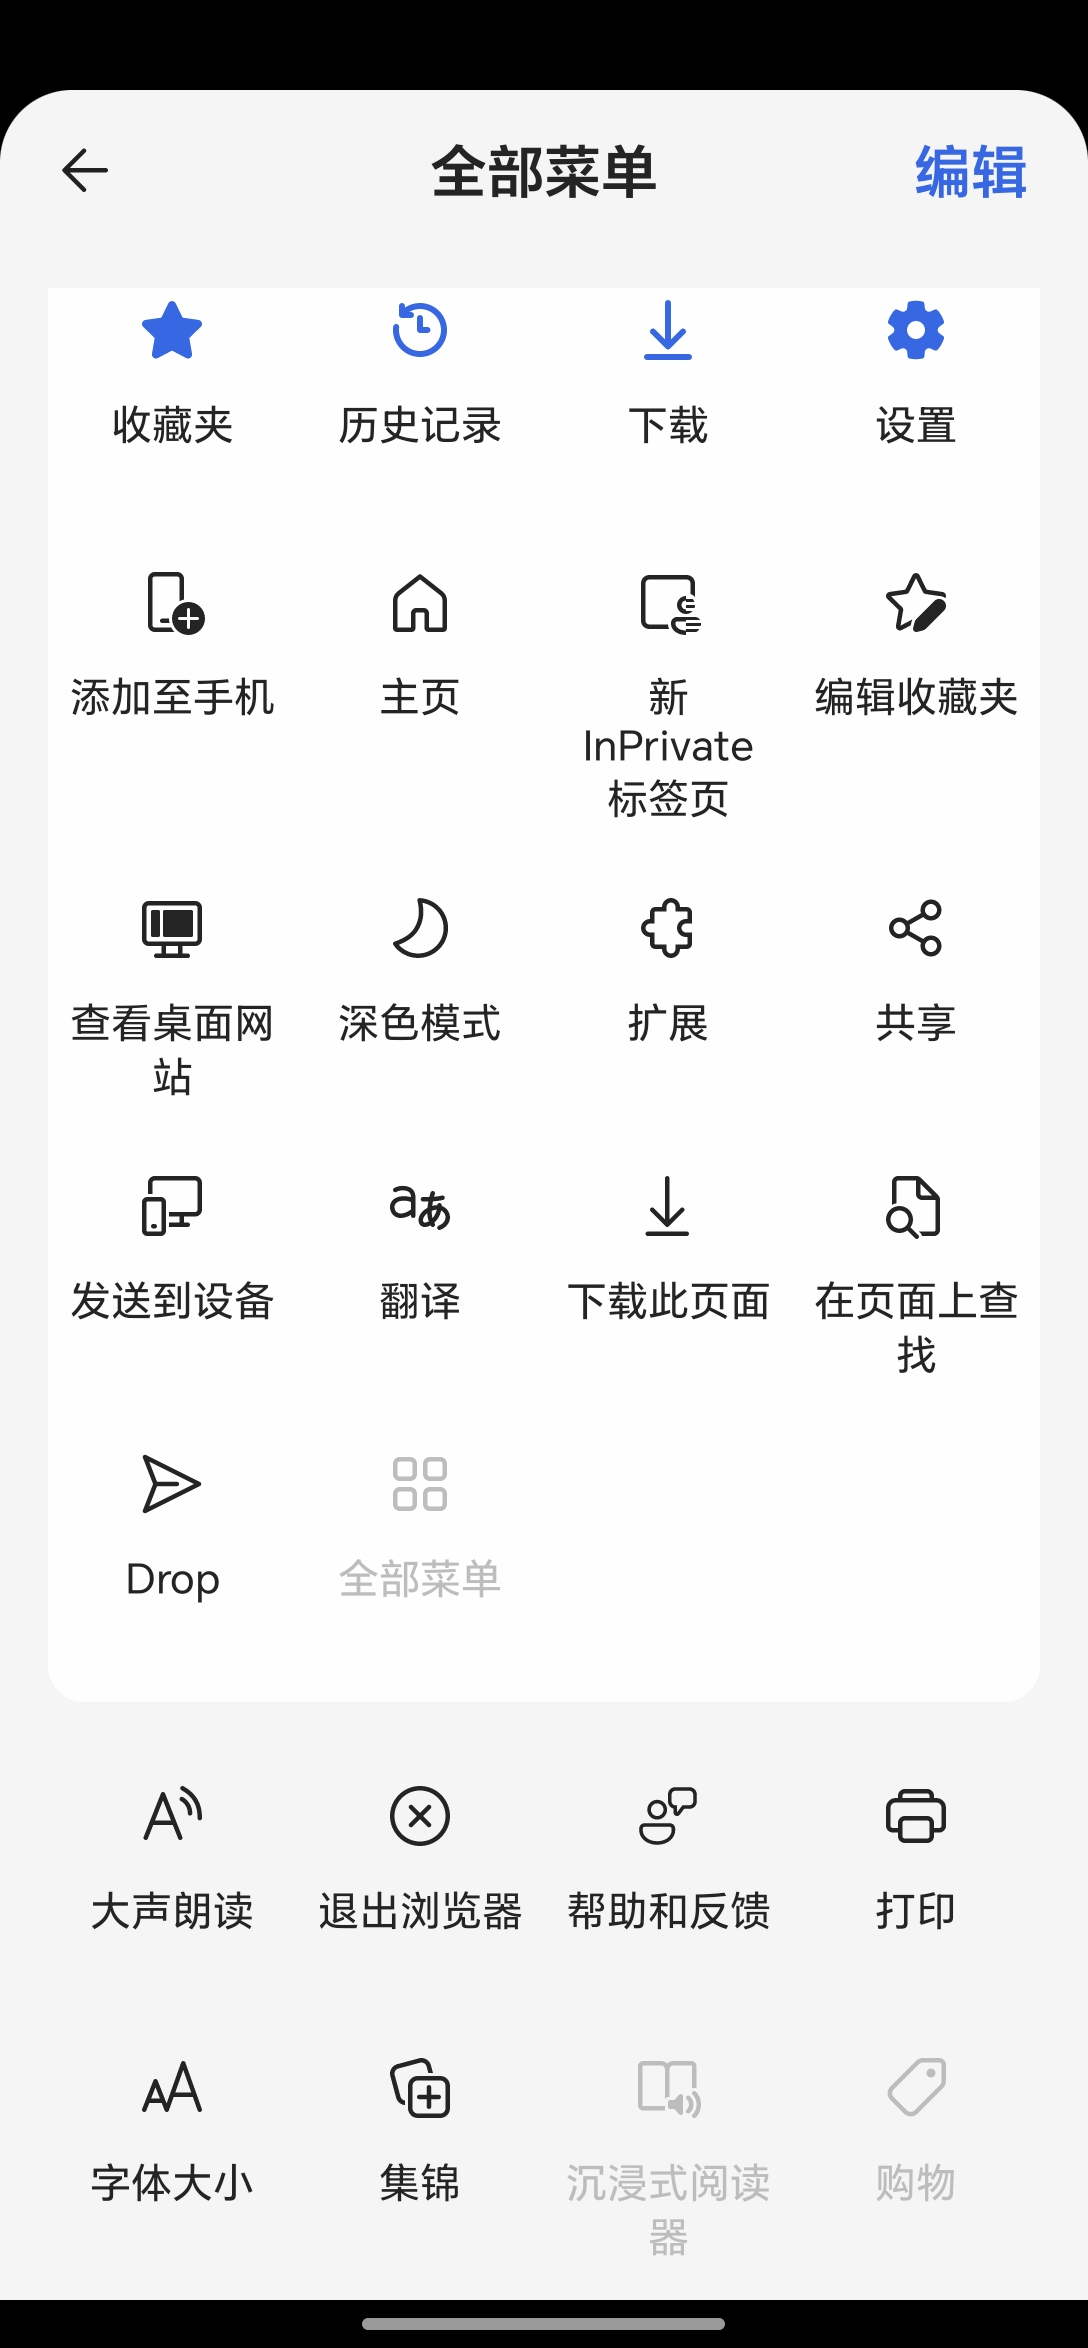 全部菜单
编辑
收藏夹
历史记录
下载
设置
添加至手机
主页
新
InPrivate
标签页
编辑收藏夹
查看桌面网
站
深色模式
扩展
共享
发送到设备
aあ
翻译
下载此页面
在页面上查
找
Drop
全部菜单
大声朗读
退出浏览器
帮助和反馈
打印
字体大小
集锦
沉浸式阅读
器
购物